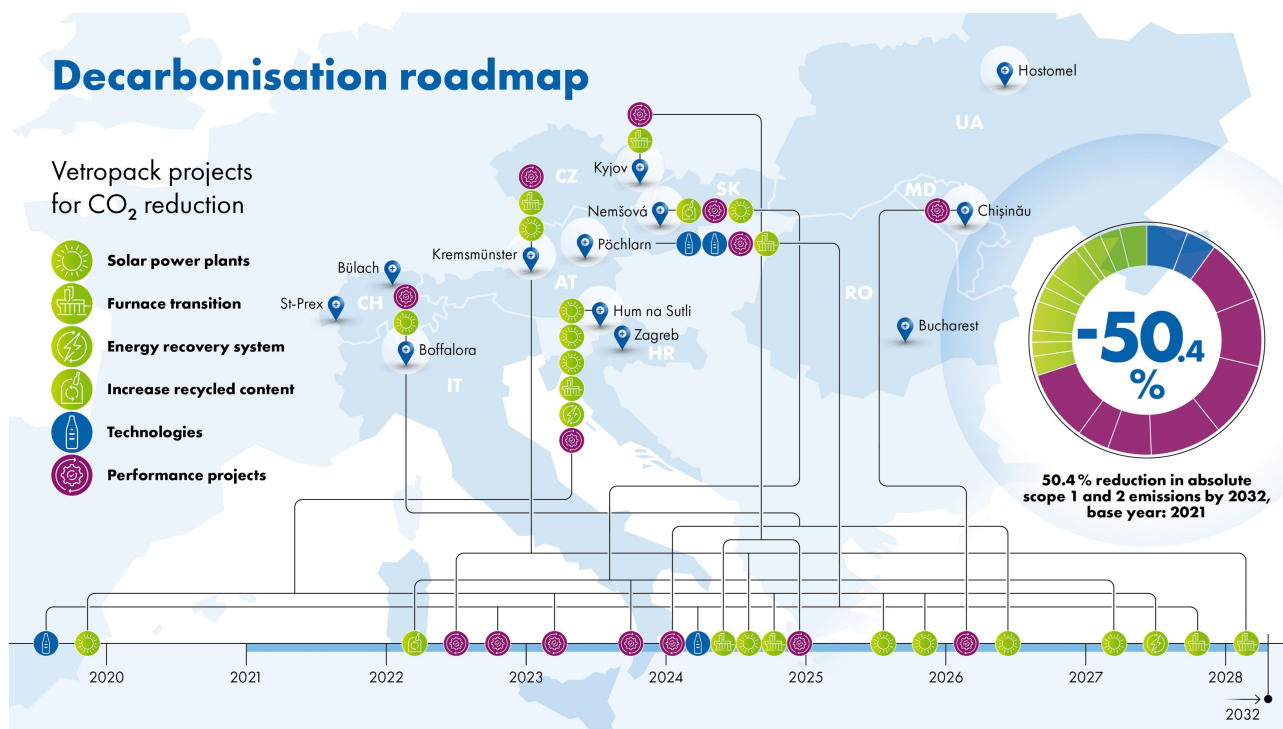 Decarbonisation roadmap
Vetropack projects
for CO₂ reduction
Solar power plants
Furnace transition
Energy recovery system
Increase recycled content
Technologies
Performance projects
Hostomel
UA
Kyjov
CZ
SK
Nemšová
MD
Chișinău
Pöchlarn
Kremsmünster
AT
Bülach
CH
St-Prex
Hum na Sutli
Zagreb
HR
RO
Bucharest
Boffalora
IT
-50.4
%
50.4 % reduction in absolute
scope 1 and 2 emissions by 2032,
base year: 2021
2020
2021
2022
2023
2024
2025
2026
2027
2028
2032